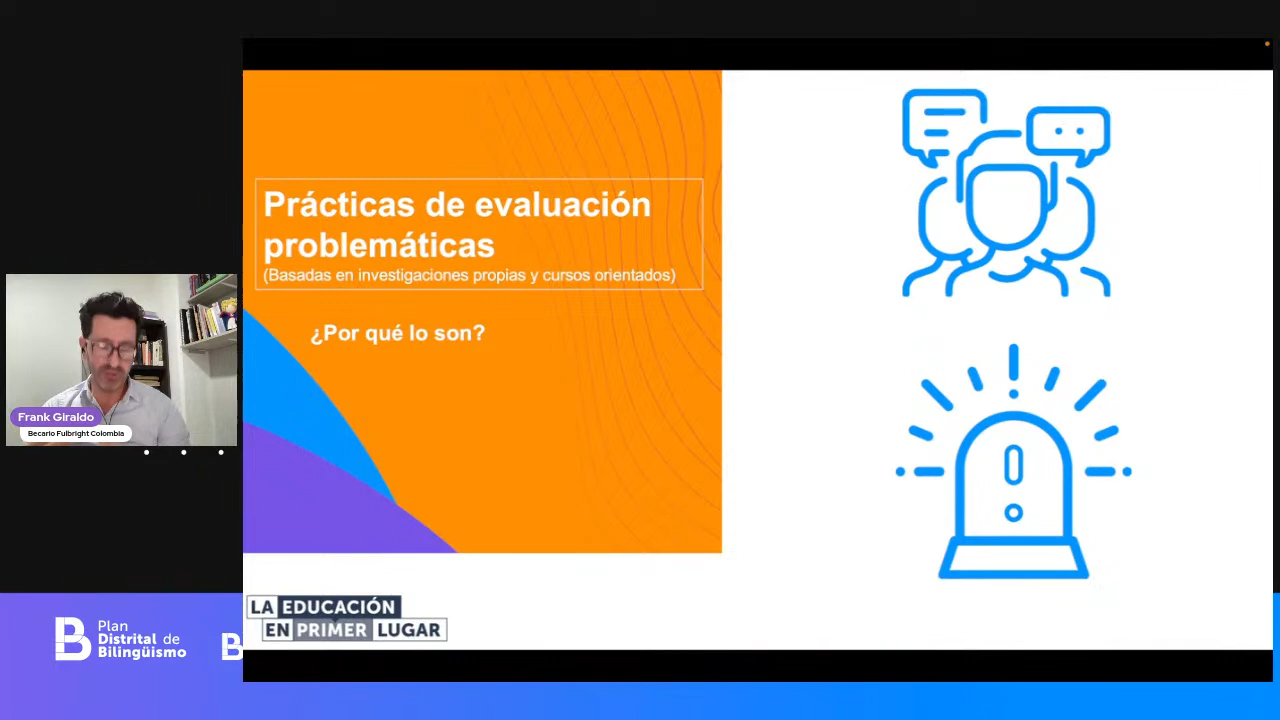 Prácticas de evaluación
problemáticas
(Basadas en investigaciones propias y cursos orientados)
¿Por qué lo son?
Frank Giraldo
Becario Fulbright Colombia
Plan
Distrital de
Bilingüismo
LA EDUCACIÓN
EN PRIMER LUGAR